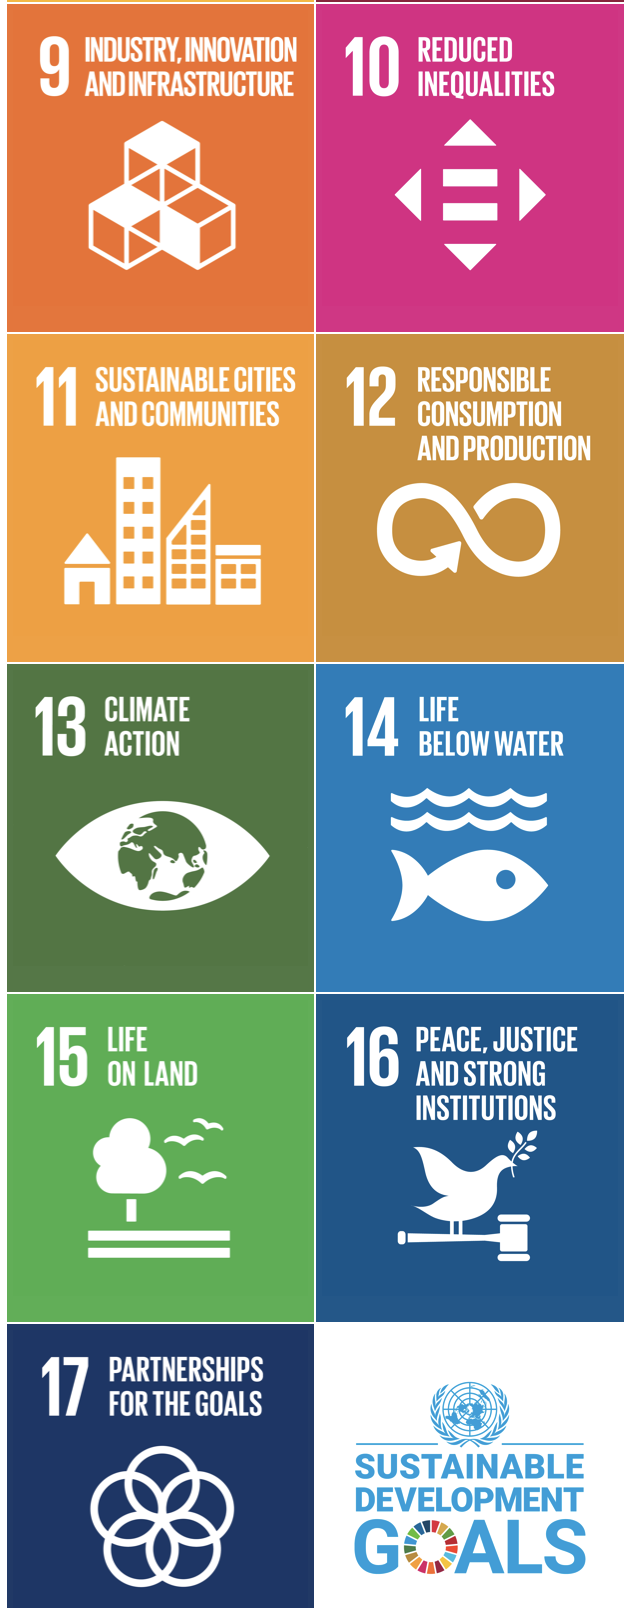 9 INDUSTRY, INNOVATION
AND INFRASTRUCTURE
10 REDUCED
INEQUALITIES
11 SUSTAINABLE CITIES
AND COMMUNITIES
12 RESPONSIBLE
CONSUMPTION
AND PRODUCTION
13 CLIMATE
ACTION
14 LIFE
BELOW WATER
15 LIFE
ON LAND
16 PEACE, JUSTICE
AND STRONG
INSTITUTIONS
17 PARTNERSHIPS
FOR THE GOALS
SUSTAINABLE
DEVELOPMENT
GOALS